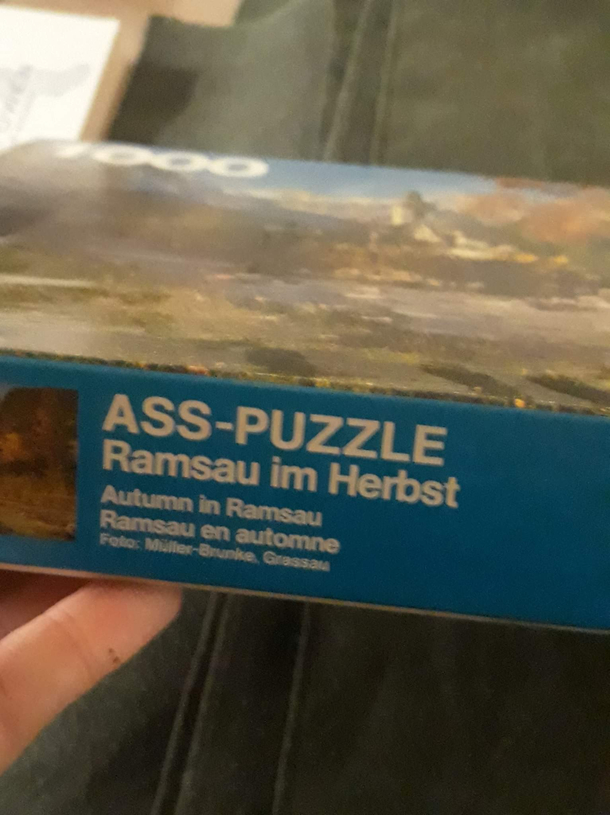 1000
ASS-PUZZLE
Ramsau im Herbst
Autumn in Ramsau
Ramsau en automne
Foto: Müller-Brunke, Grassau